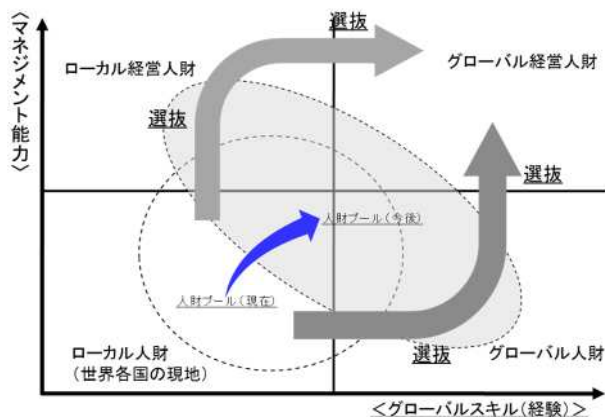 〈マネジメント能力〉
選抜
ローカル経営人財
グローバル経営人財
選抜
選抜
人財プール(今後)
人財プール(現在)
ローカル人財
(世界各国の現地)
選抜
グローバル人財
＜グローバルスキル(経験)＞